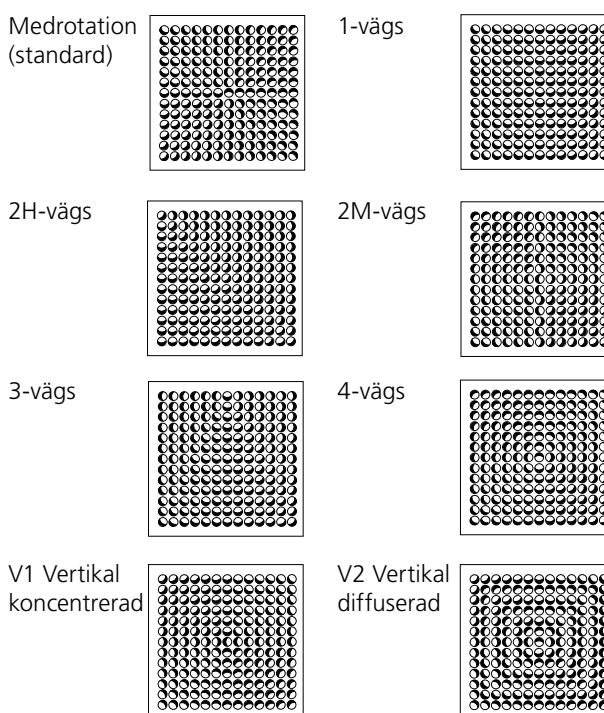 Medrotation
(standard)
1-vägs
2H-vägs
2M-vägs
3-vägs
4-vägs
V1 Vertikal
koncentrerad
V2 Vertikal
diffuserad